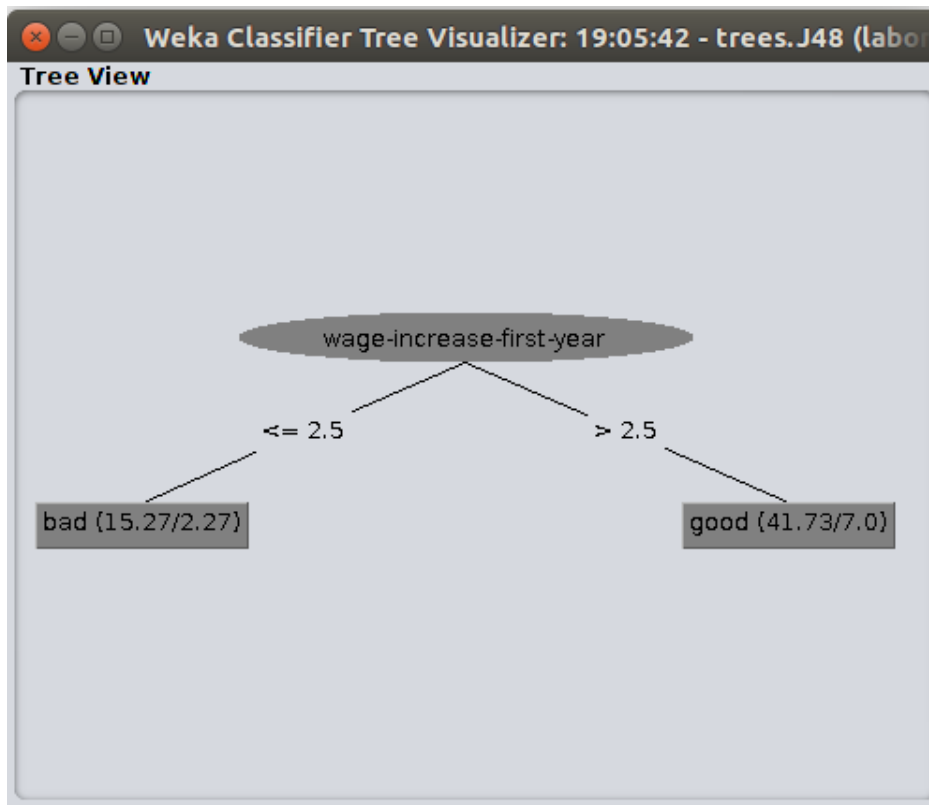 Weka Classifier Tree Visualizer: 19:05:42 - trees.J48 (labor
Tree View
wage-increase-first-year
<= 2.5
> 2.5
bad (15.27/2.27)
good (41.73/7.0)